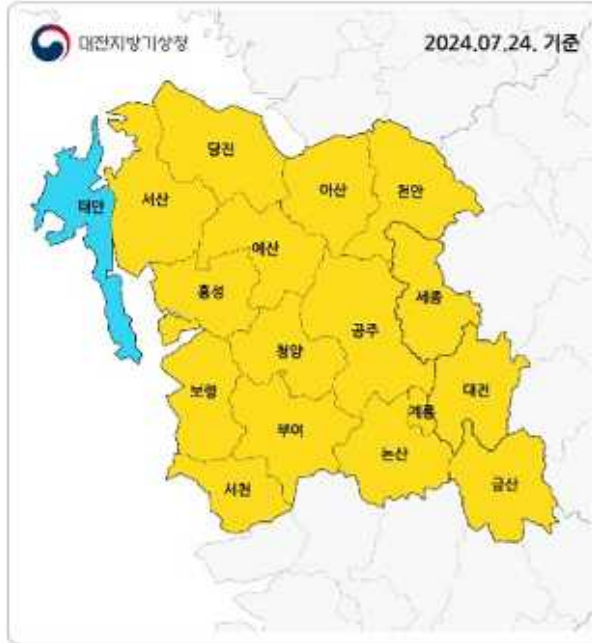 대전지방기상청
2024.07.24. 기준
당진
아산
천안
태안
서산
예산
홍성
세종
공주
청양
보령
대전
계룡
부여
논산
서천
금산